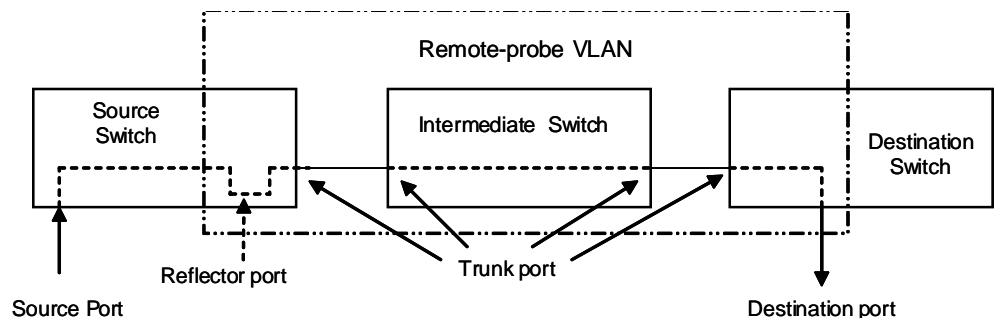 Remote-probe VLAN
Source
Switch
Intermediate Switch
Destination
Switch
Reflector port
Trunk port
Source Port
Destination port